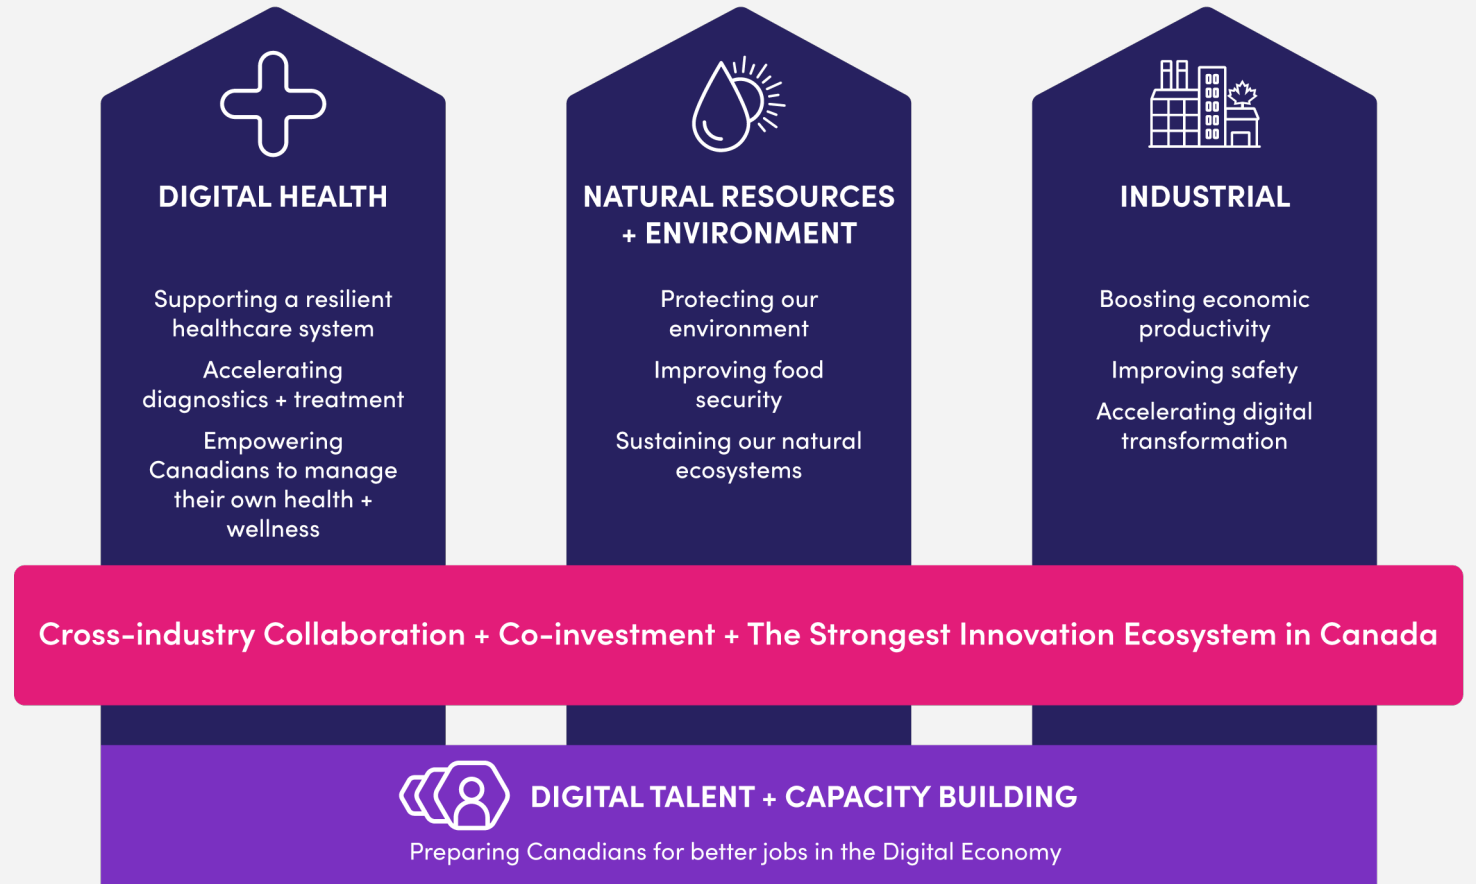 DIGITAL HEALTH
Supporting a resilient
healthcare system
Accelerating
diagnostics + treatment
Empowering
Canadians to manage
their own health +
wellness
NATURAL RESOURCES
+ ENVIRONMENT
Protecting our
environment
Improving food
security
Sustaining our natural
ecosystems
INDUSTRIAL
Boosting economic
productivity
Improving safety
Accelerating digital
transformation
Cross-industry Collaboration + Co-investment + The Strongest Innovation Ecosystem in Canada
DIGITAL TALENT + CAPACITY BUILDING
Preparing Canadians for better jobs in the Digital Economy